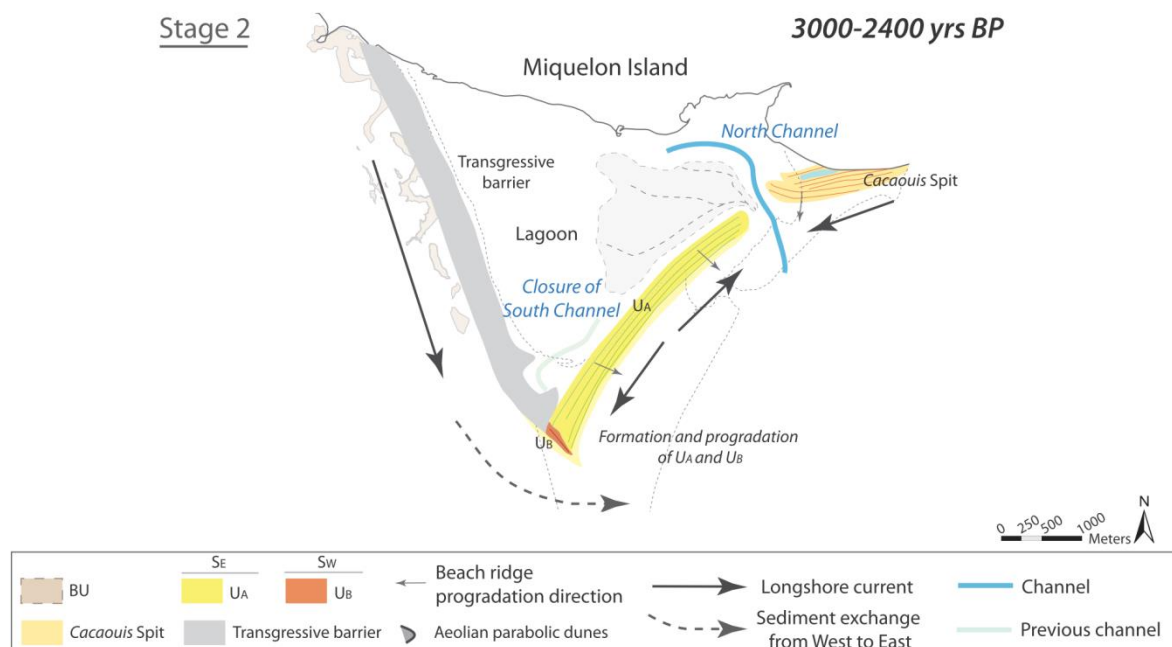 Stage 2
3000-2400 yrs BP
Miquelon Island
North Channel
Transgressive
barrier
Cacaouis Spit
Lagoon
Closure of
South Channel
UA
UB
Formation and progradation
of UA and UB
N
0 250 500 1000
Meters
SE
SW
BU
UA
UB
Beach ridge
progradation direction
Longshore current
Channel
Cacaouis Spit
Transgressive barrier
Aeolian parabolic dunes
Sediment exchange
from West to East
Previous channel